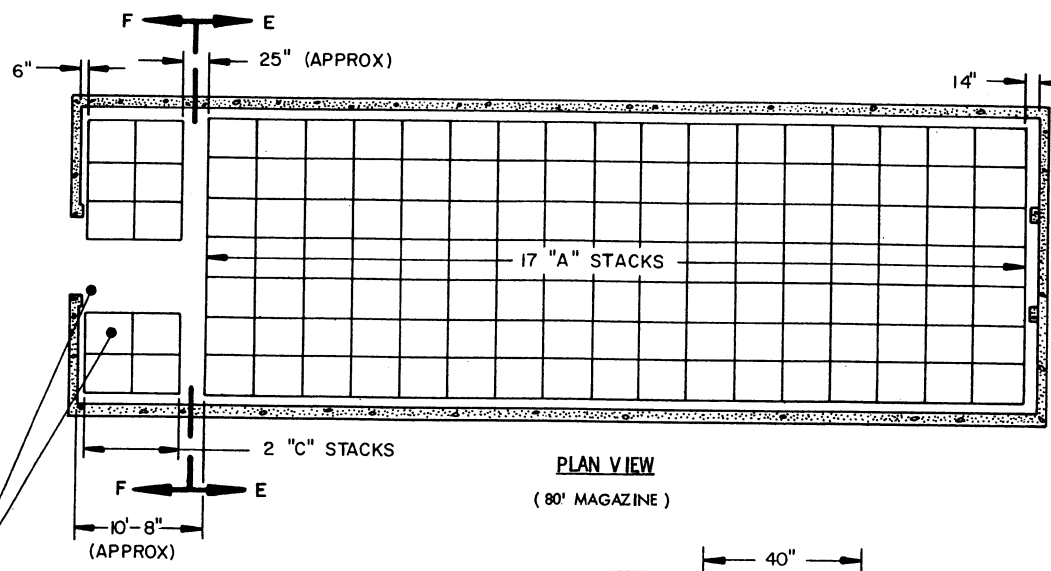 F E
6" 25" (APPROX) 14"
17 "A" STACKS
2 "C" STACKS
PLAN VIEW
(80' MAGAZINE)
F E
10'-8"
(APPROX)
40"